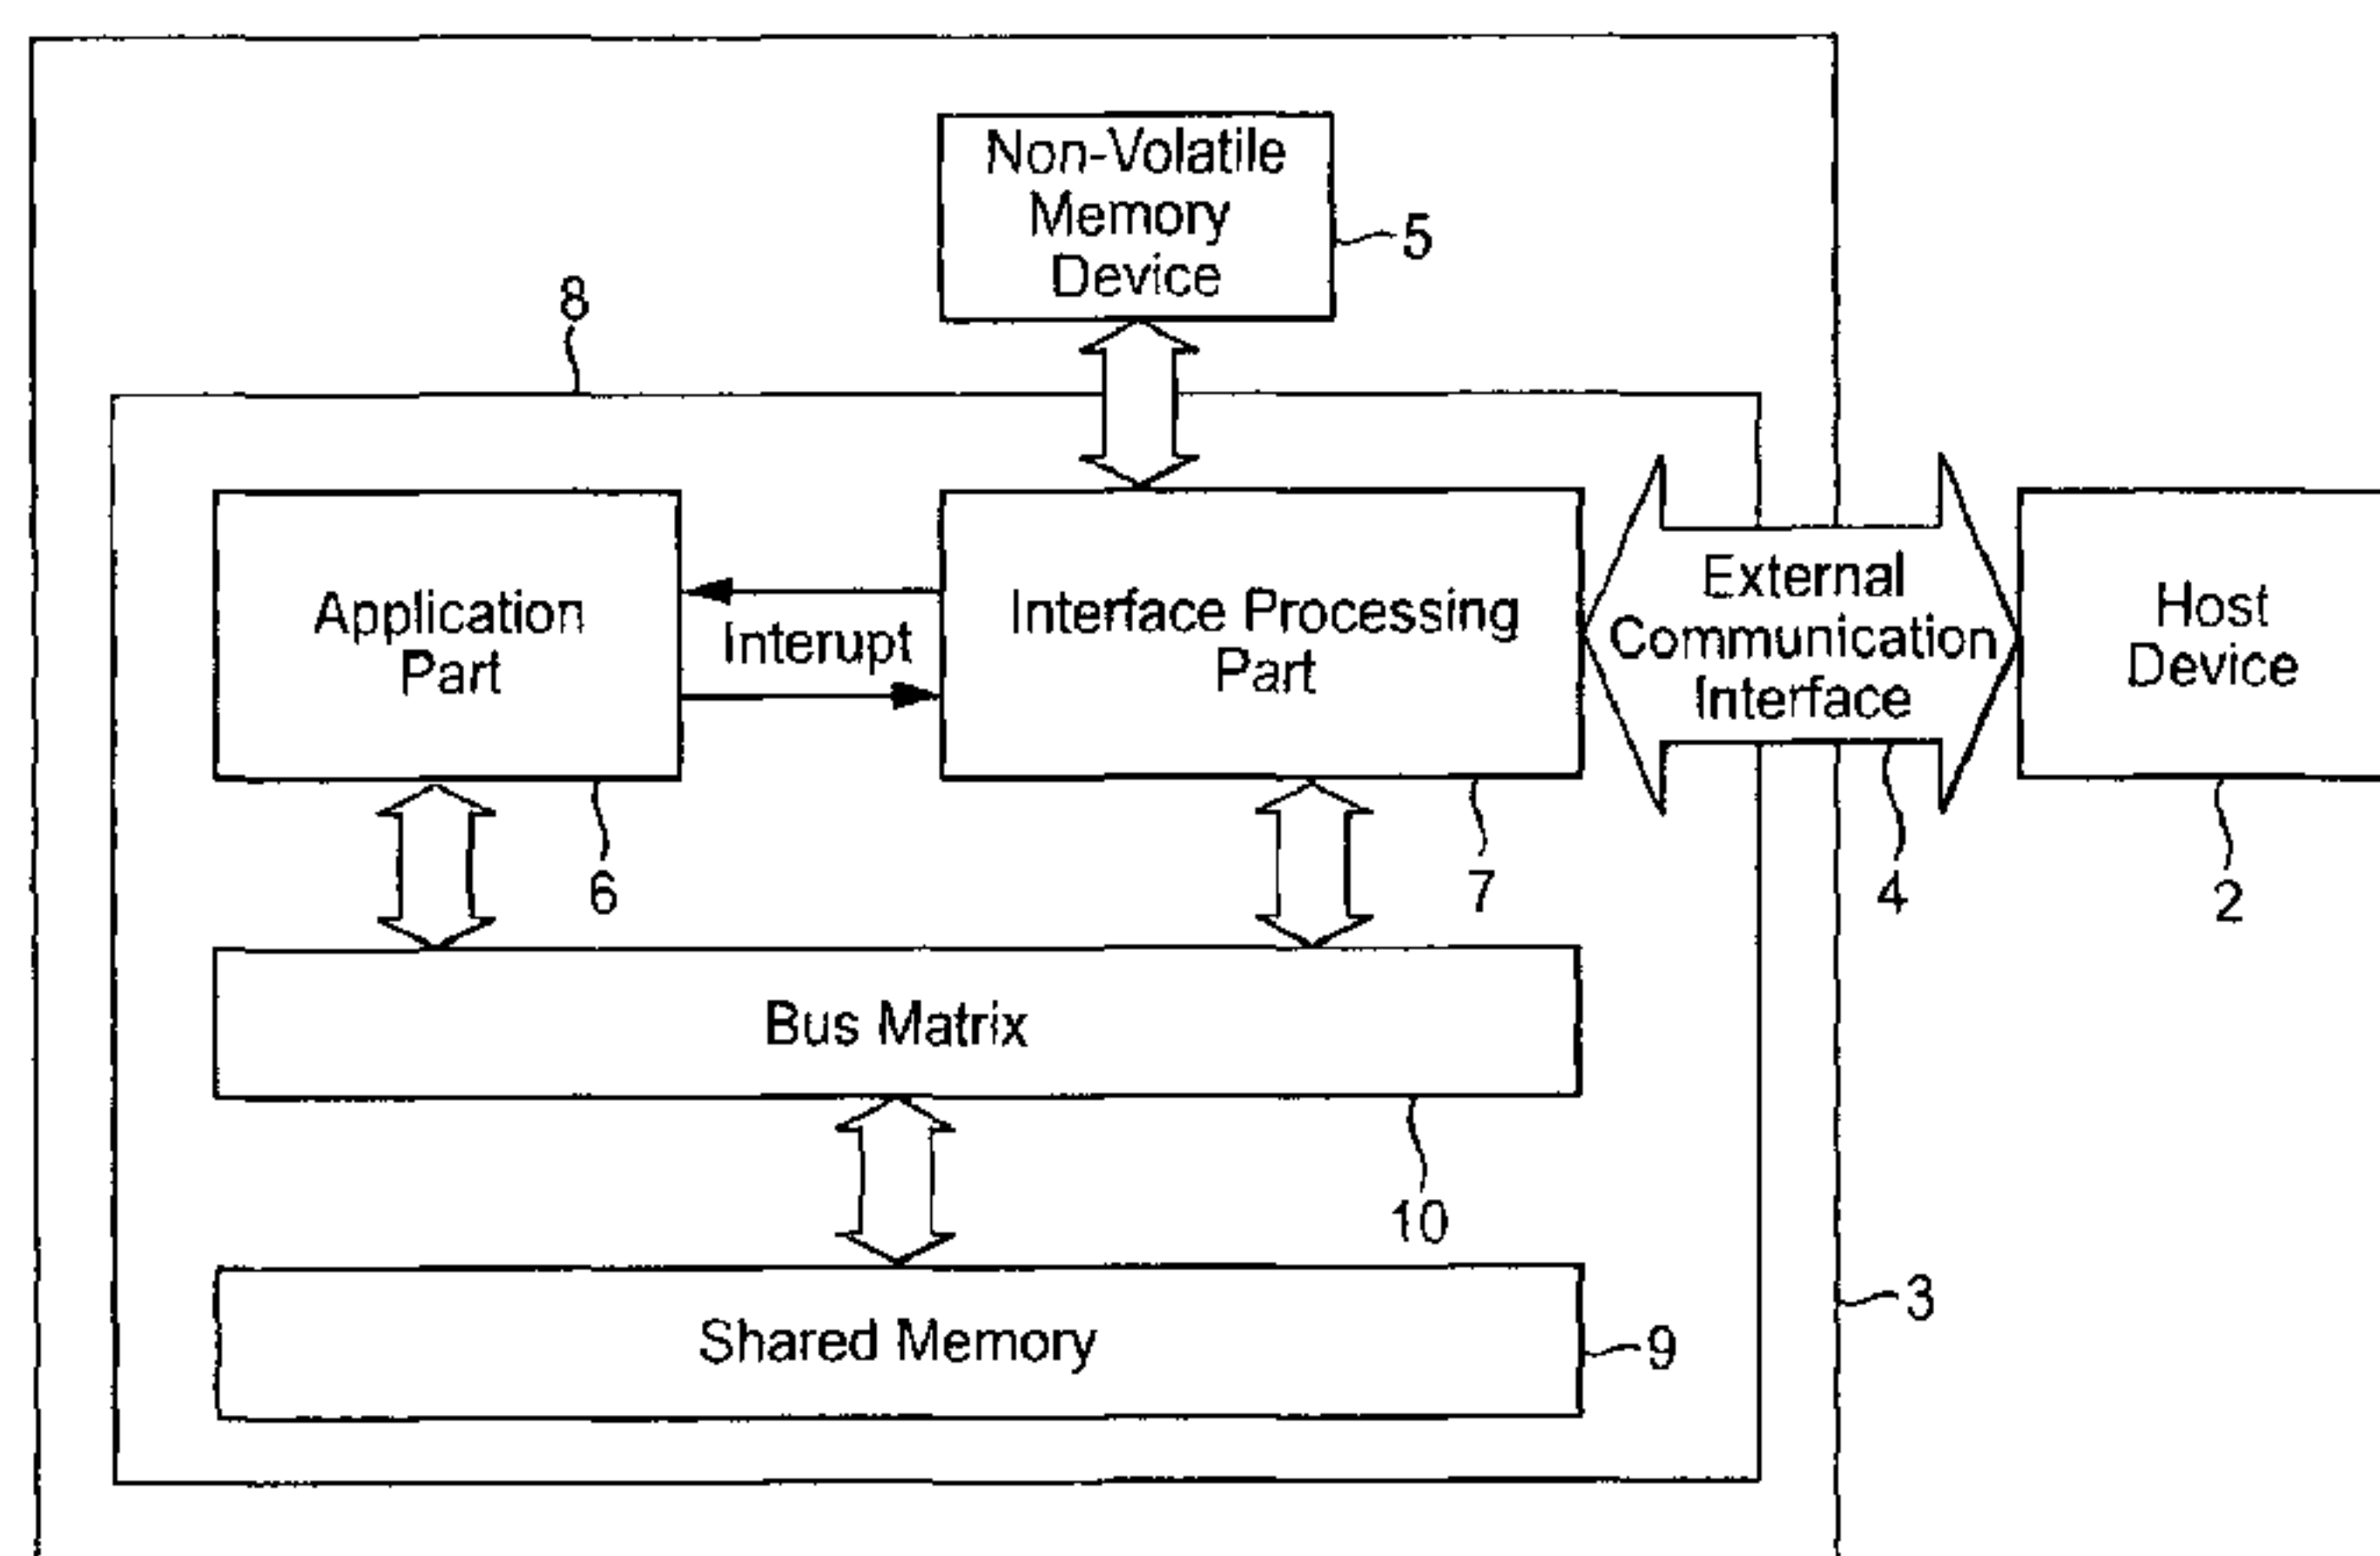 Non-Volatile
Memory
Device
5
8
Application
Part
Interupt
Interface Processing
Part
External
Communication
Interface
Host
Device
6
7
4
2
Bus Matrix
10
3
Shared Memory
9